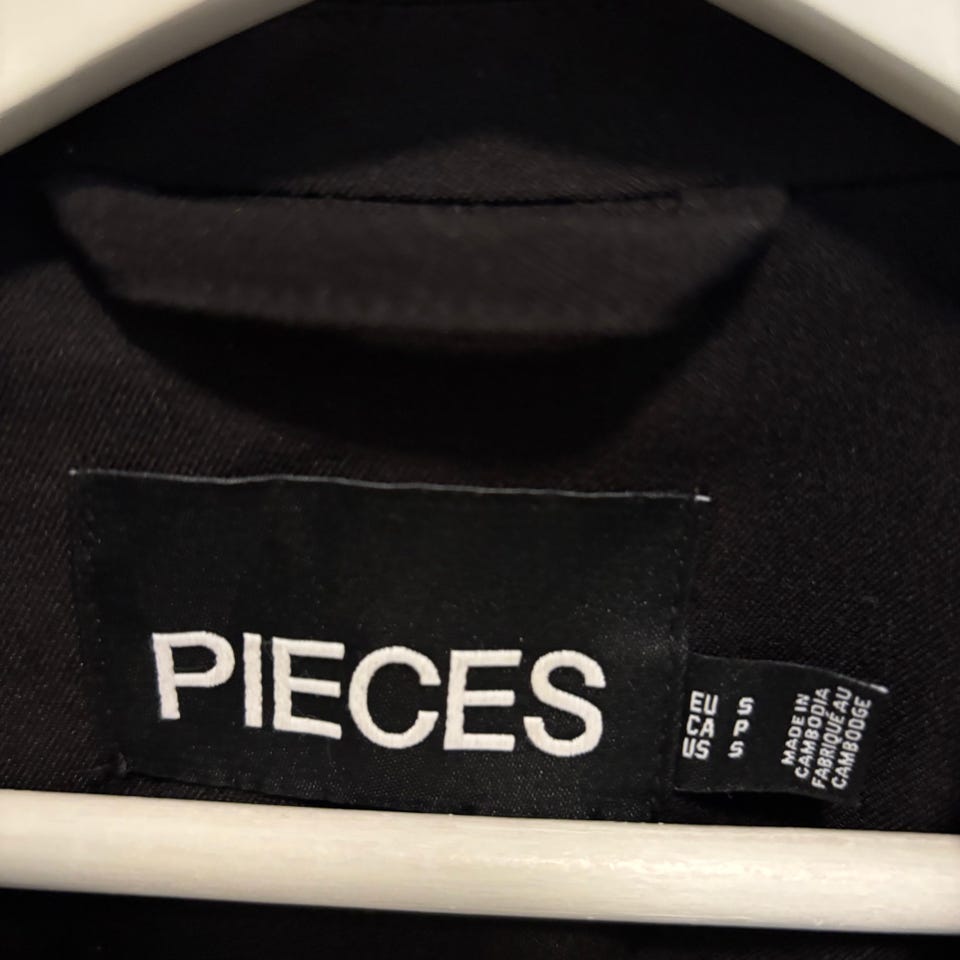 PIECES
EU S
CA P
US S
MADE IN
CAMBODIA
FABRIQUÉ AU
CAMBODGE